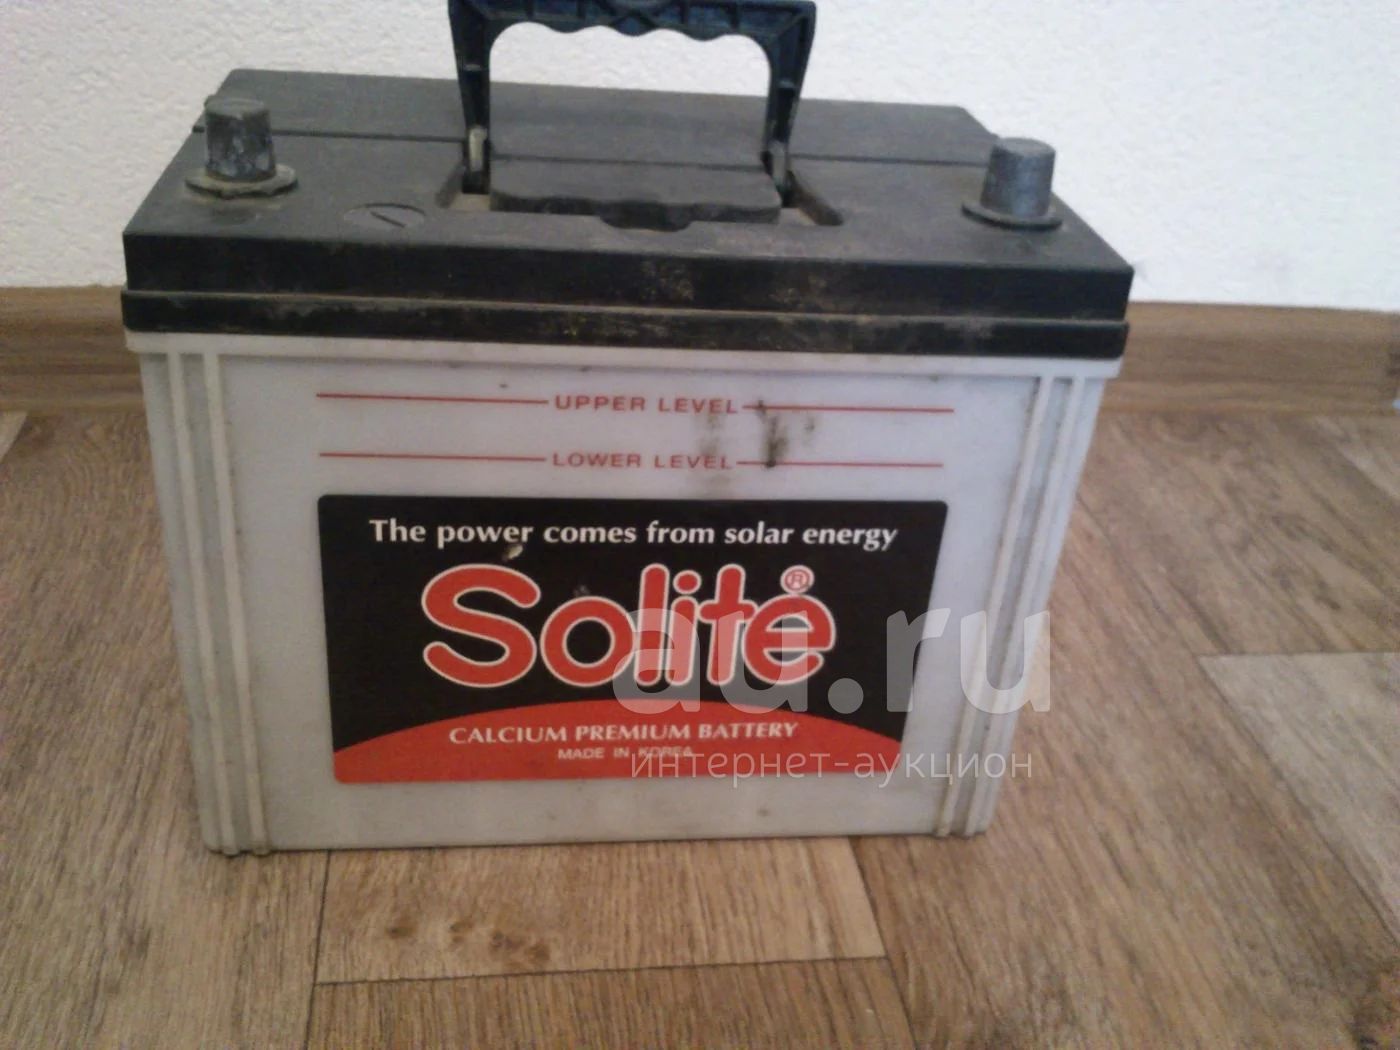 UPPER LEVEL
LOWER LEVEL
The power comes from solar energy
Solite®
au.ru
CALCIUM PREMIUM BATTERY
MADE IN KOREA
интернет-аукцион